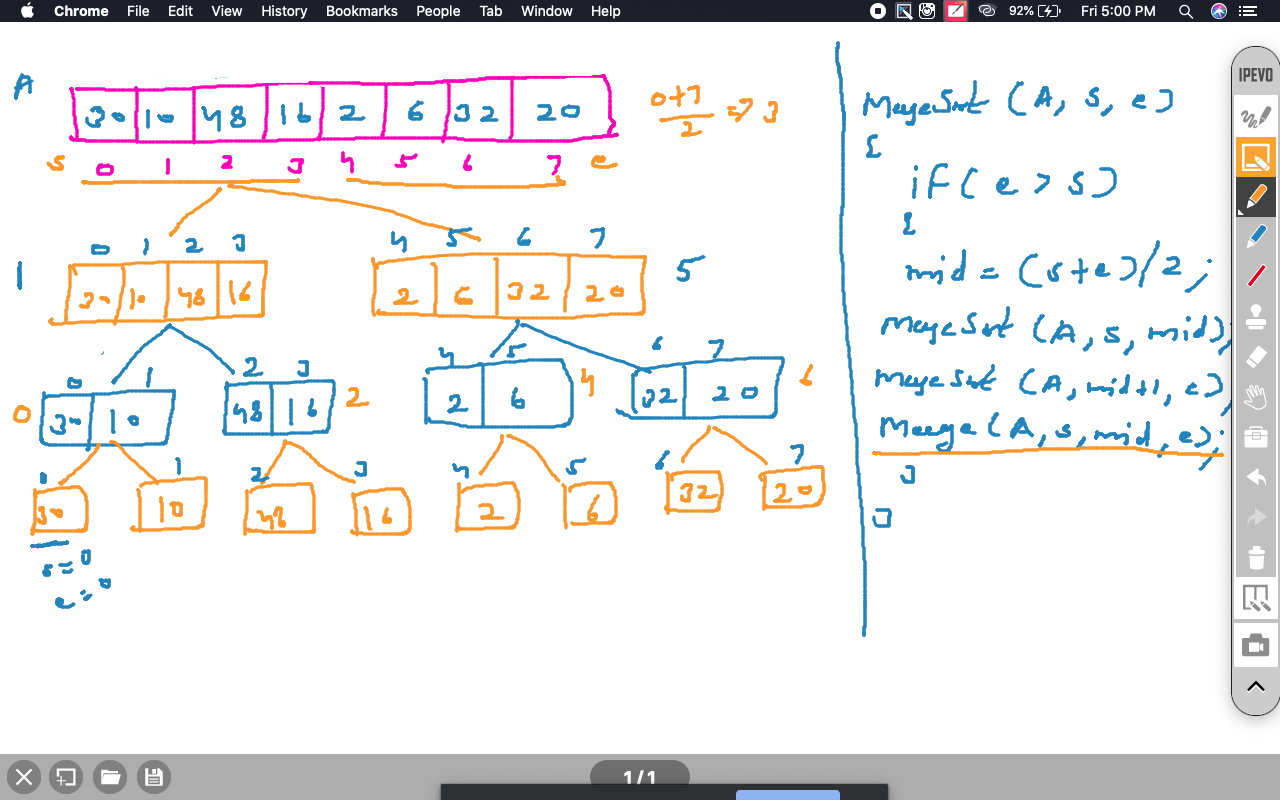 Chrome File Edit View History Bookmarks People Tab Window Help 92% Fri 5:00 PM
IPEVO
A
30 10 48 16 2 6 32 20
s 0 1 2 3 4 5 6 7 e
0+7/2 => 3
0 1 2 3 4 5 6 7
1 30 10 48 16 2 6 32 20 5
0 1 2 3 4 5 6 7
0 30 10 48 16 2 2 6 4 32 20 6
0 1 2 3 4 5 6 7
30 10 48 16 2 6 32 20
s=0
e=0
MergeSort (A, s, e)
{
if( e > s )
{
mid = (s+e)/2;
MergeSort (A, s, mid);
MergeSort (A, mid+1, e);
Merge(A, s, mid, e);
}
}
1/1